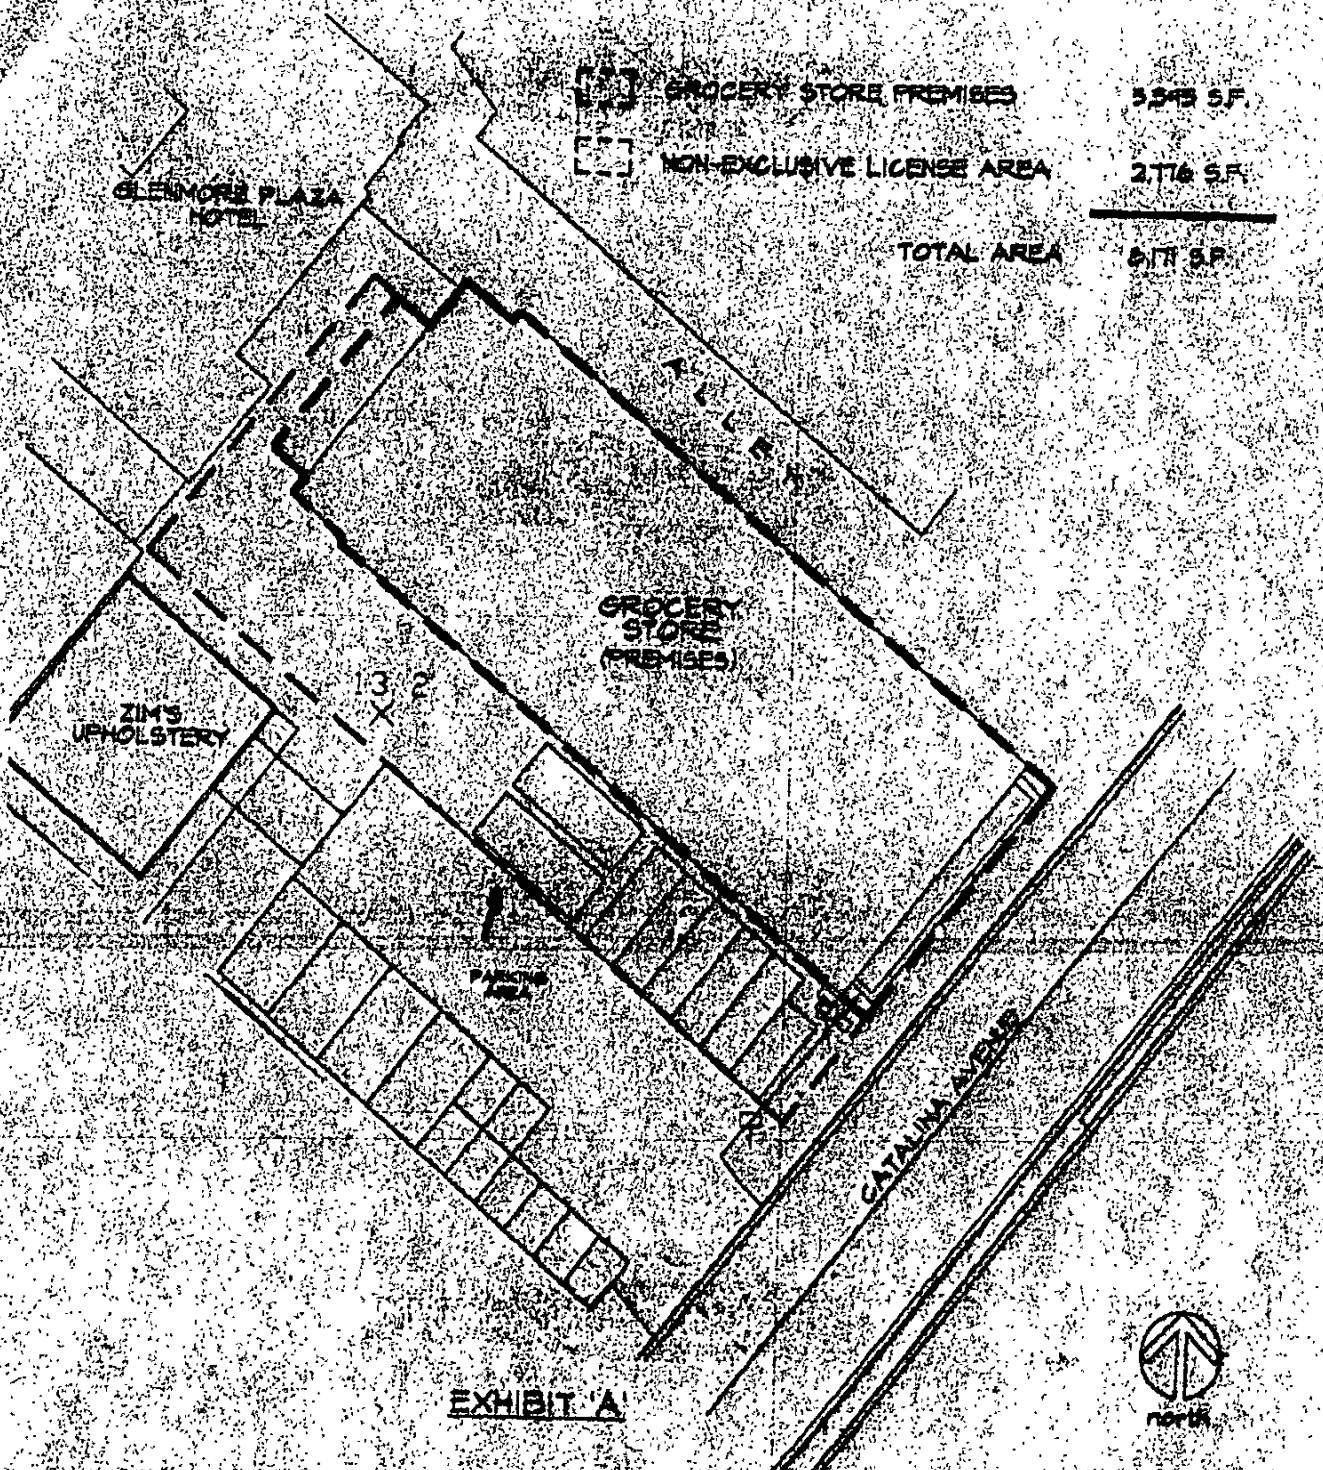 GROCERY STORE PREMISES
NON-EXCLUSIVE LICENSE AREA 2,776 S.F.
TOTAL AREA S.F.
GLENMORE PLAZA
HOTEL
ALLEY
GROCERY
STORE
(PREMISES)
13 2
ZIM'S
UPHOLSTERY
PARKING
AREA
CATALINA AVENUE
EXHIBIT 'A'
north